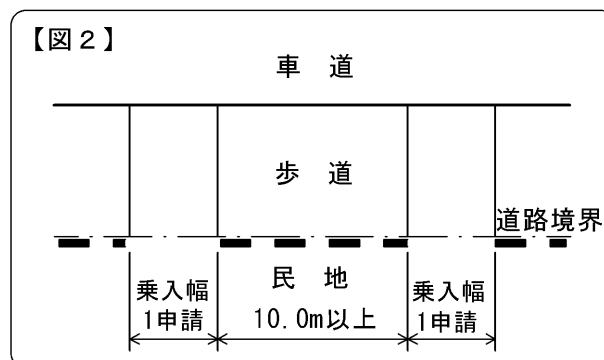 【図２】
車 道
歩 道
道路境界
民 地
乗入幅
1申請
10.0m以上
乗入幅
1申請